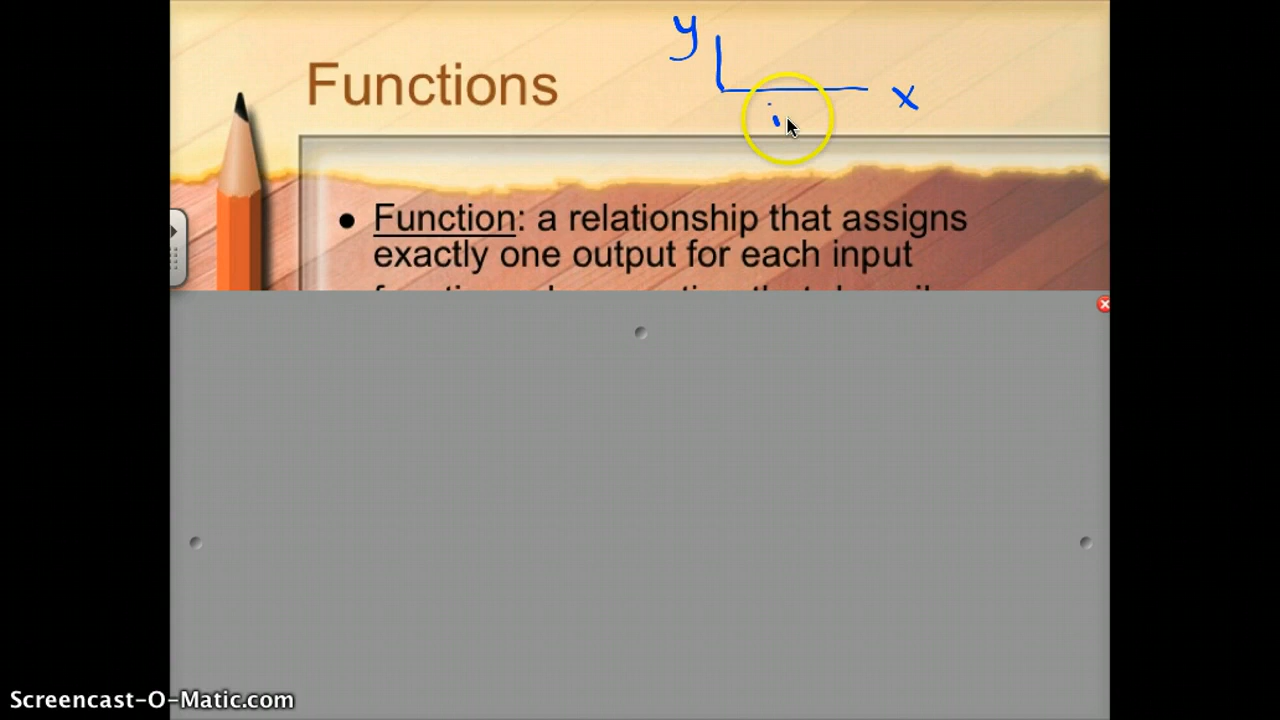 y
Functions
x
i
• Function: a relationship that assigns
exactly one output for each input
Screencast-O-Matic.com